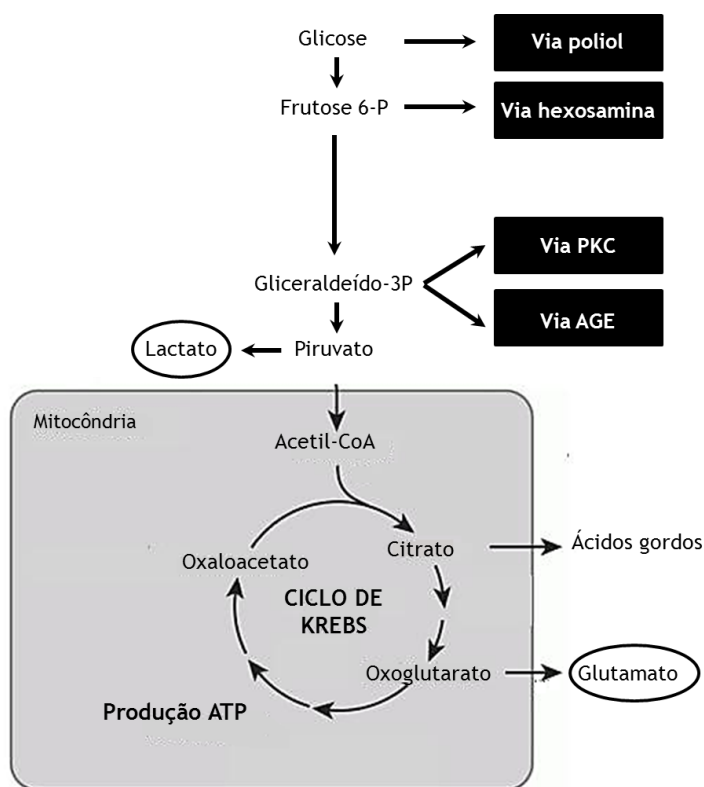 Glicose
Via poliol
Frutose 6-P
Via hexosamina
Via PKC
Gliceraldeído-3P
Via AGE
Lactato
Piruvato
Mitocôndria
Acetil-CoA
Citrato
Ácidos gordos
Oxaloacetato
CICLO DE
KREBS
Oxoglutarato
Glutamato
Produção ATP